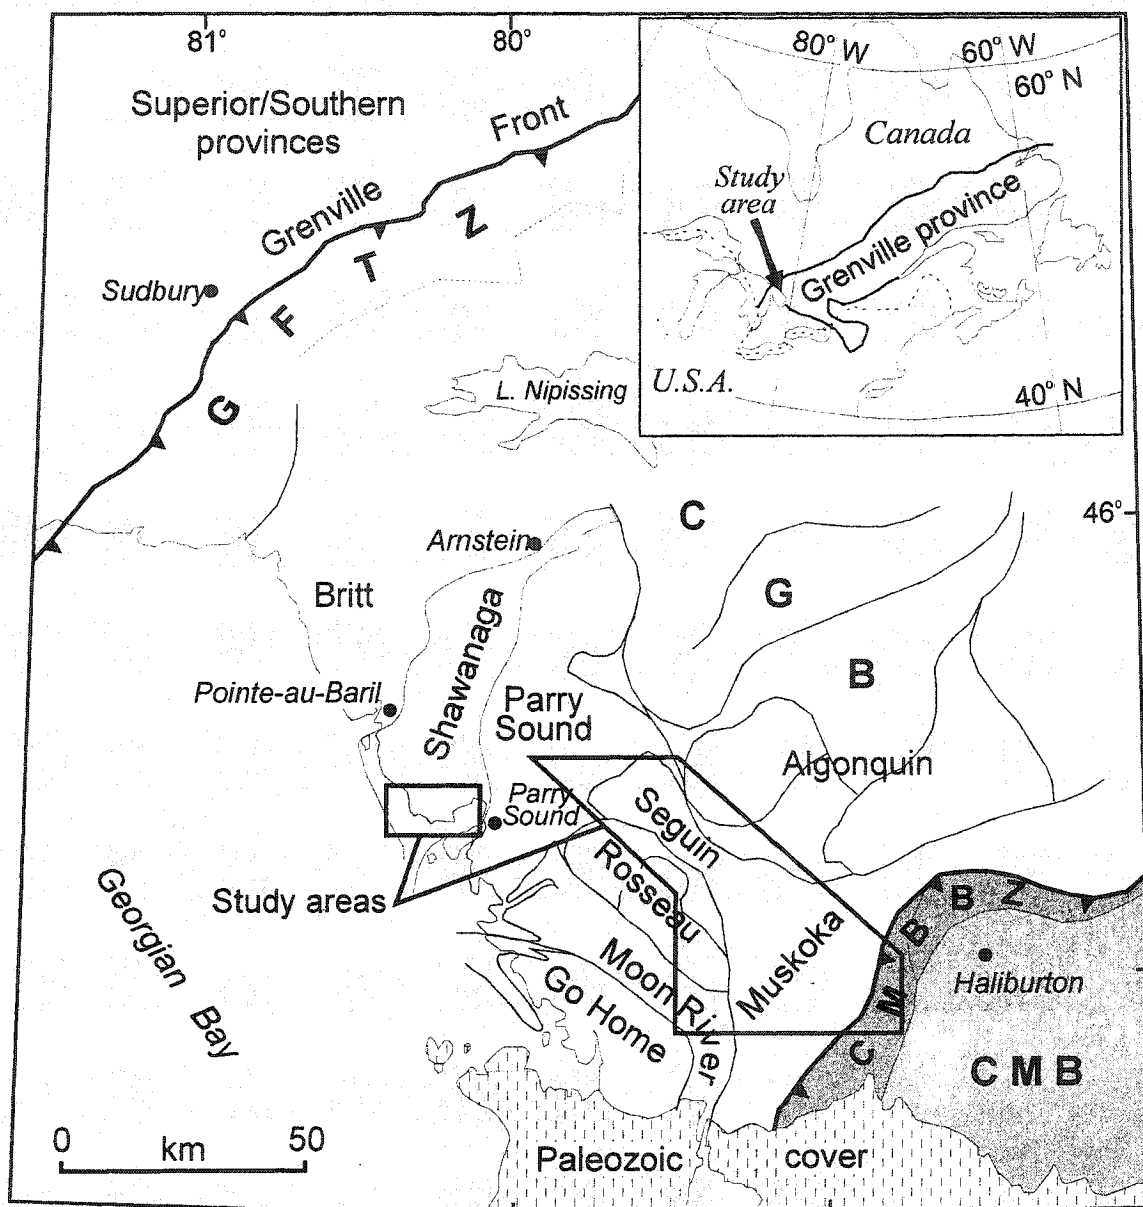 81°
80°
Superior/Southern
provinces
Grenville
Front
G F T Z
Sudbury
L. Nipissing
80° W
60° W
60° N
Canada
Study
area
Grenville province
U.S.A.
40° N
C
46°
Arnstein
G
Britt
Shawanaga
B
Pointe-au-Baril
Parry
Sound
Algonquin
Parry
Sound
Seguin
Study areas
Rosseau
Georgian Bay
Moon River
Muskoka
Go Home
C M B B Z
Haliburton
C M B
0 km 50
Paleozoic cover